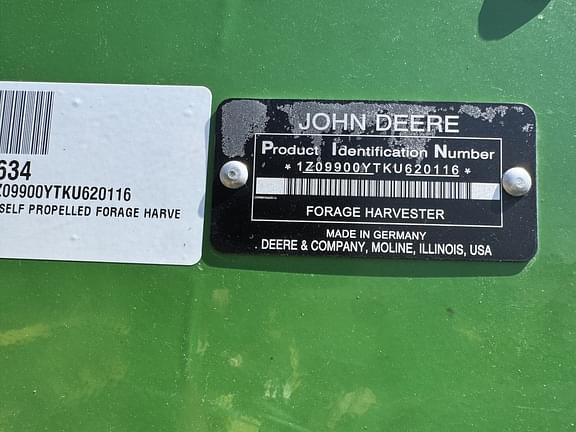 634
Z09900YTKU620116
SELF PROPELLED FORAGE HARVE
JOHN DEERE
Product Identification Number
*1Z09900YTKU620116*
FORAGE HARVESTER
MADE IN GERMANY
DEERE & COMPANY, MOLINE, ILLINOIS, USA